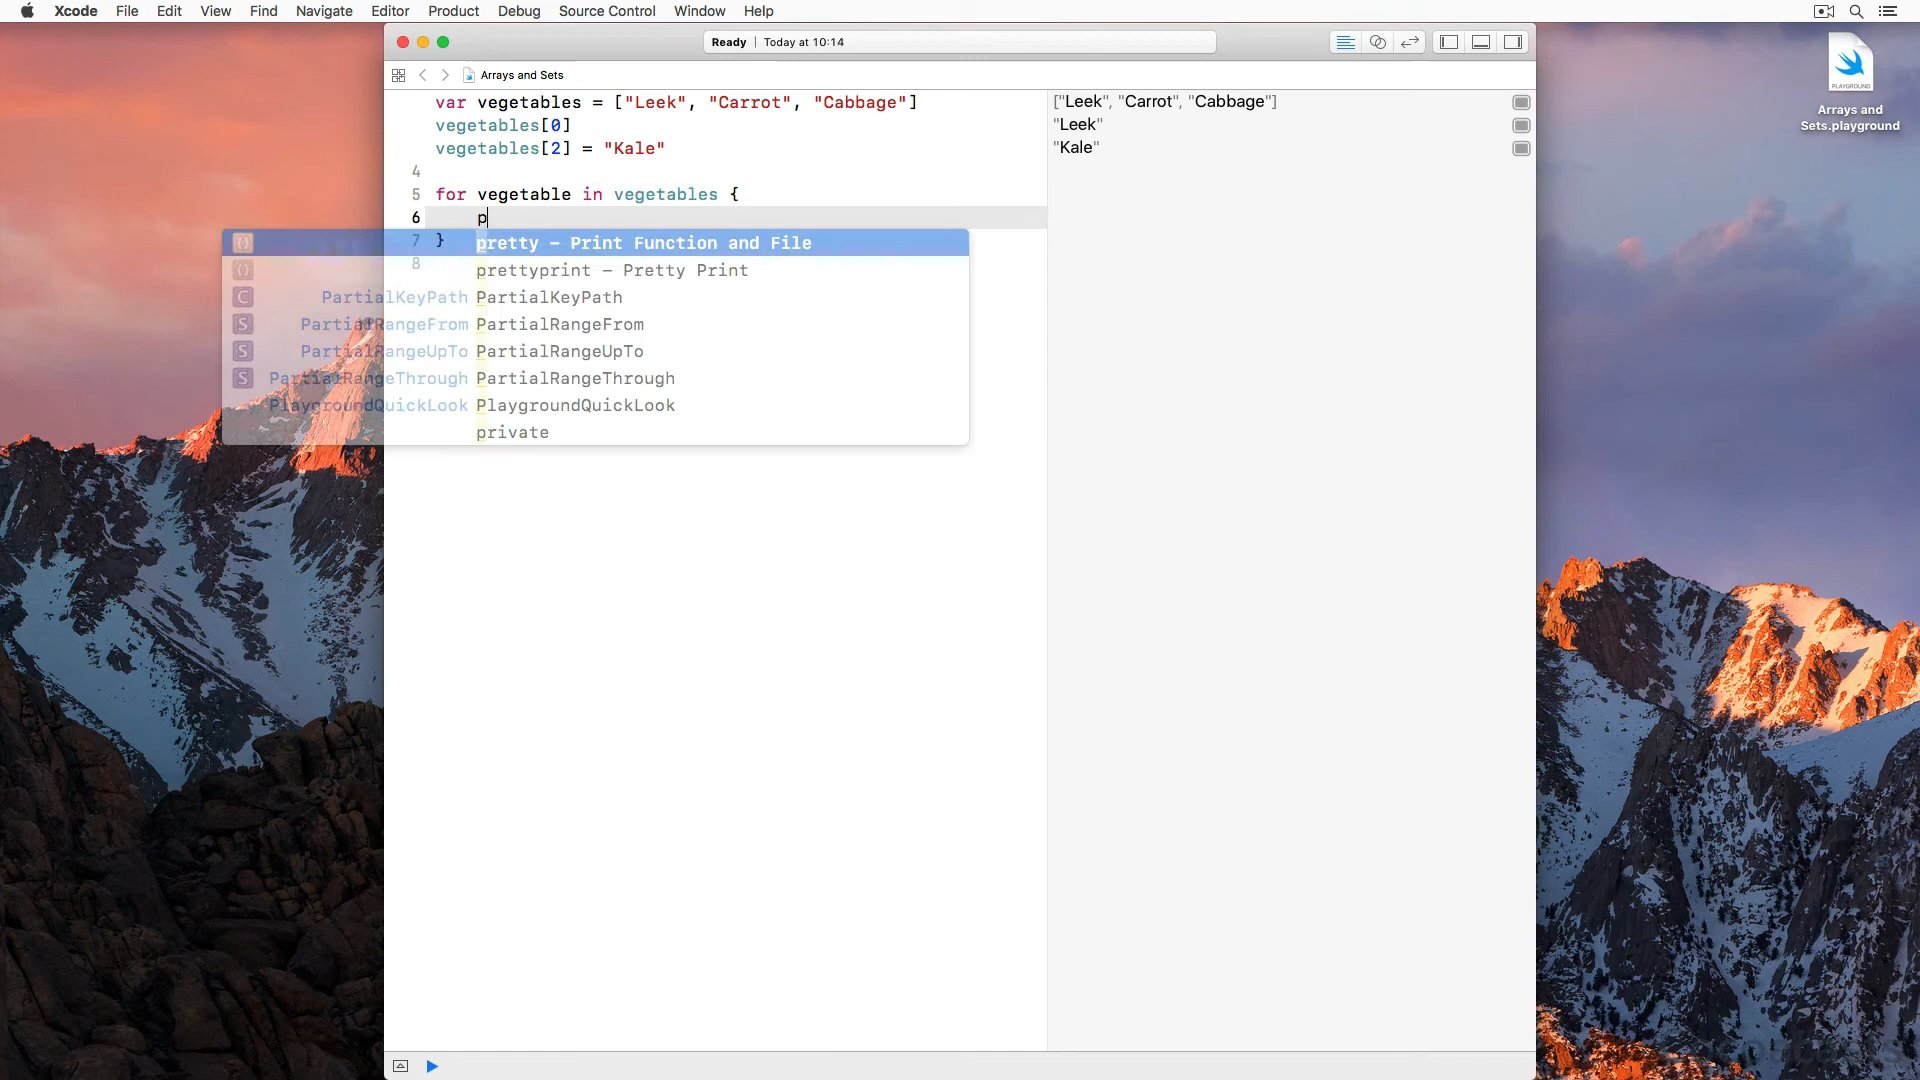 Xcode File Edit View Find Navigate Editor Product Debug Source Control Window Help
Ready | Today at 10:14
Arrays and Sets
var vegetables = ["Leek", "Carrot", "Cabbage"]
vegetables[0]
vegetables[2] = "Kale"
4
5 for vegetable in vegetables {
6 p
7 }
8
pretty – Print Function and File
prettyprint – Pretty Print
PartialKeyPath PartialKeyPath
PartialRangeFrom PartialRangeFrom
PartialRangeUpTo PartialRangeUpTo
PartialRangeThrough PartialRangeThrough
PlaygroundQuickLook PlaygroundQuickLook
private
["Leek", "Carrot", "Cabbage"]
"Leek"
"Kale"
PLAYGROUND
Arrays and
Sets.playground